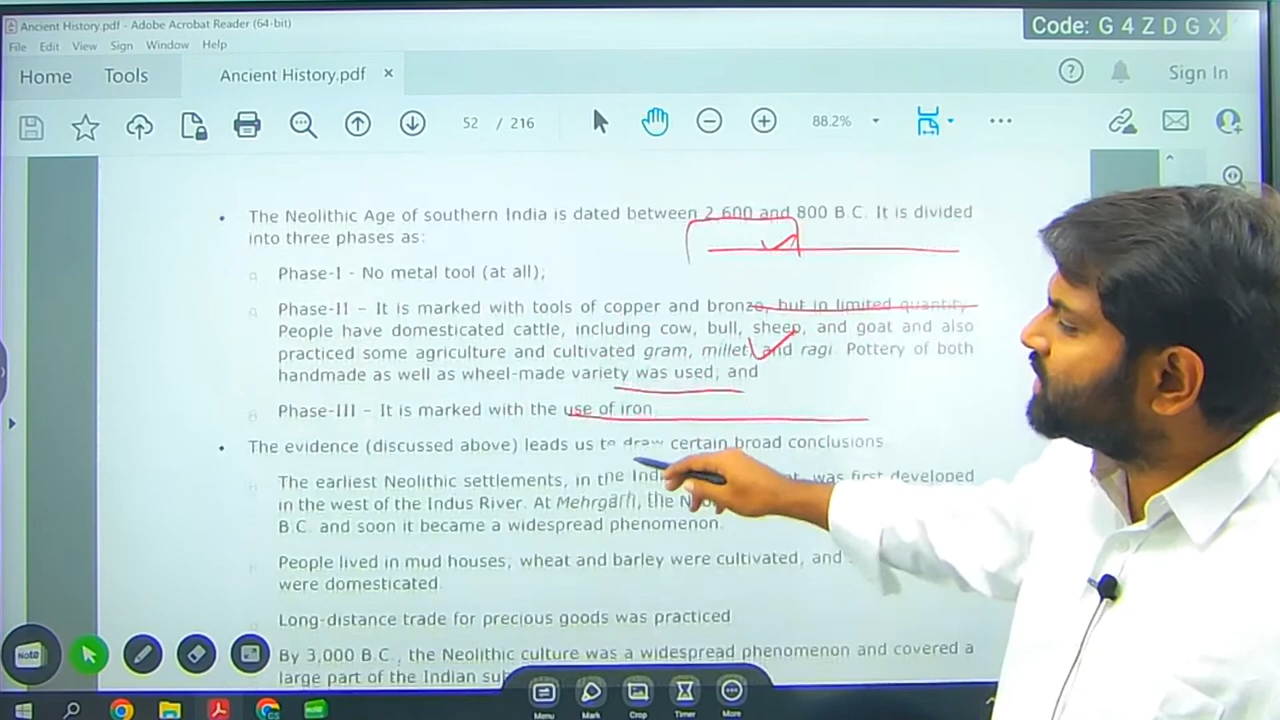 Ancient History.pdf - Adobe Acrobat Reader (64-bit)
Code: G 4 Z D G X
File Edit View Sign Window Help
Home Tools Ancient History.pdf × Sign In
52 / 216 88.2%
• The Neolithic Age of southern India is dated between 2,600 and 800 B.C. It is divided
into three phases as:
Phase-I - No metal tool (at all);
Phase-II – It is marked with tools of copper and bronze, but in limited quantity.
People have domesticated cattle, including cow, bull, sheep, and goat and also
practiced some agriculture and cultivated gram, millet, and ragi. Pottery of both
handmade as well as wheel-made variety was used; and
Phase-III – It is marked with the use of iron
• The evidence (discussed above) leads us to draw certain broad conclusions
The earliest Neolithic settlements, in the was first developed
in the west of the Indus River. At Mehrgarh, the
B.C. and soon it became a widespread phenomenon.
People lived in mud houses; wheat and barley were cultivated, and
were domesticated.
Long-distance trade for precious goods was practiced
By 3,000 B.C., the Neolithic culture was a widespread phenomenon and covered a
large part of the Indian
Note
Menu Mark Crop Timer More